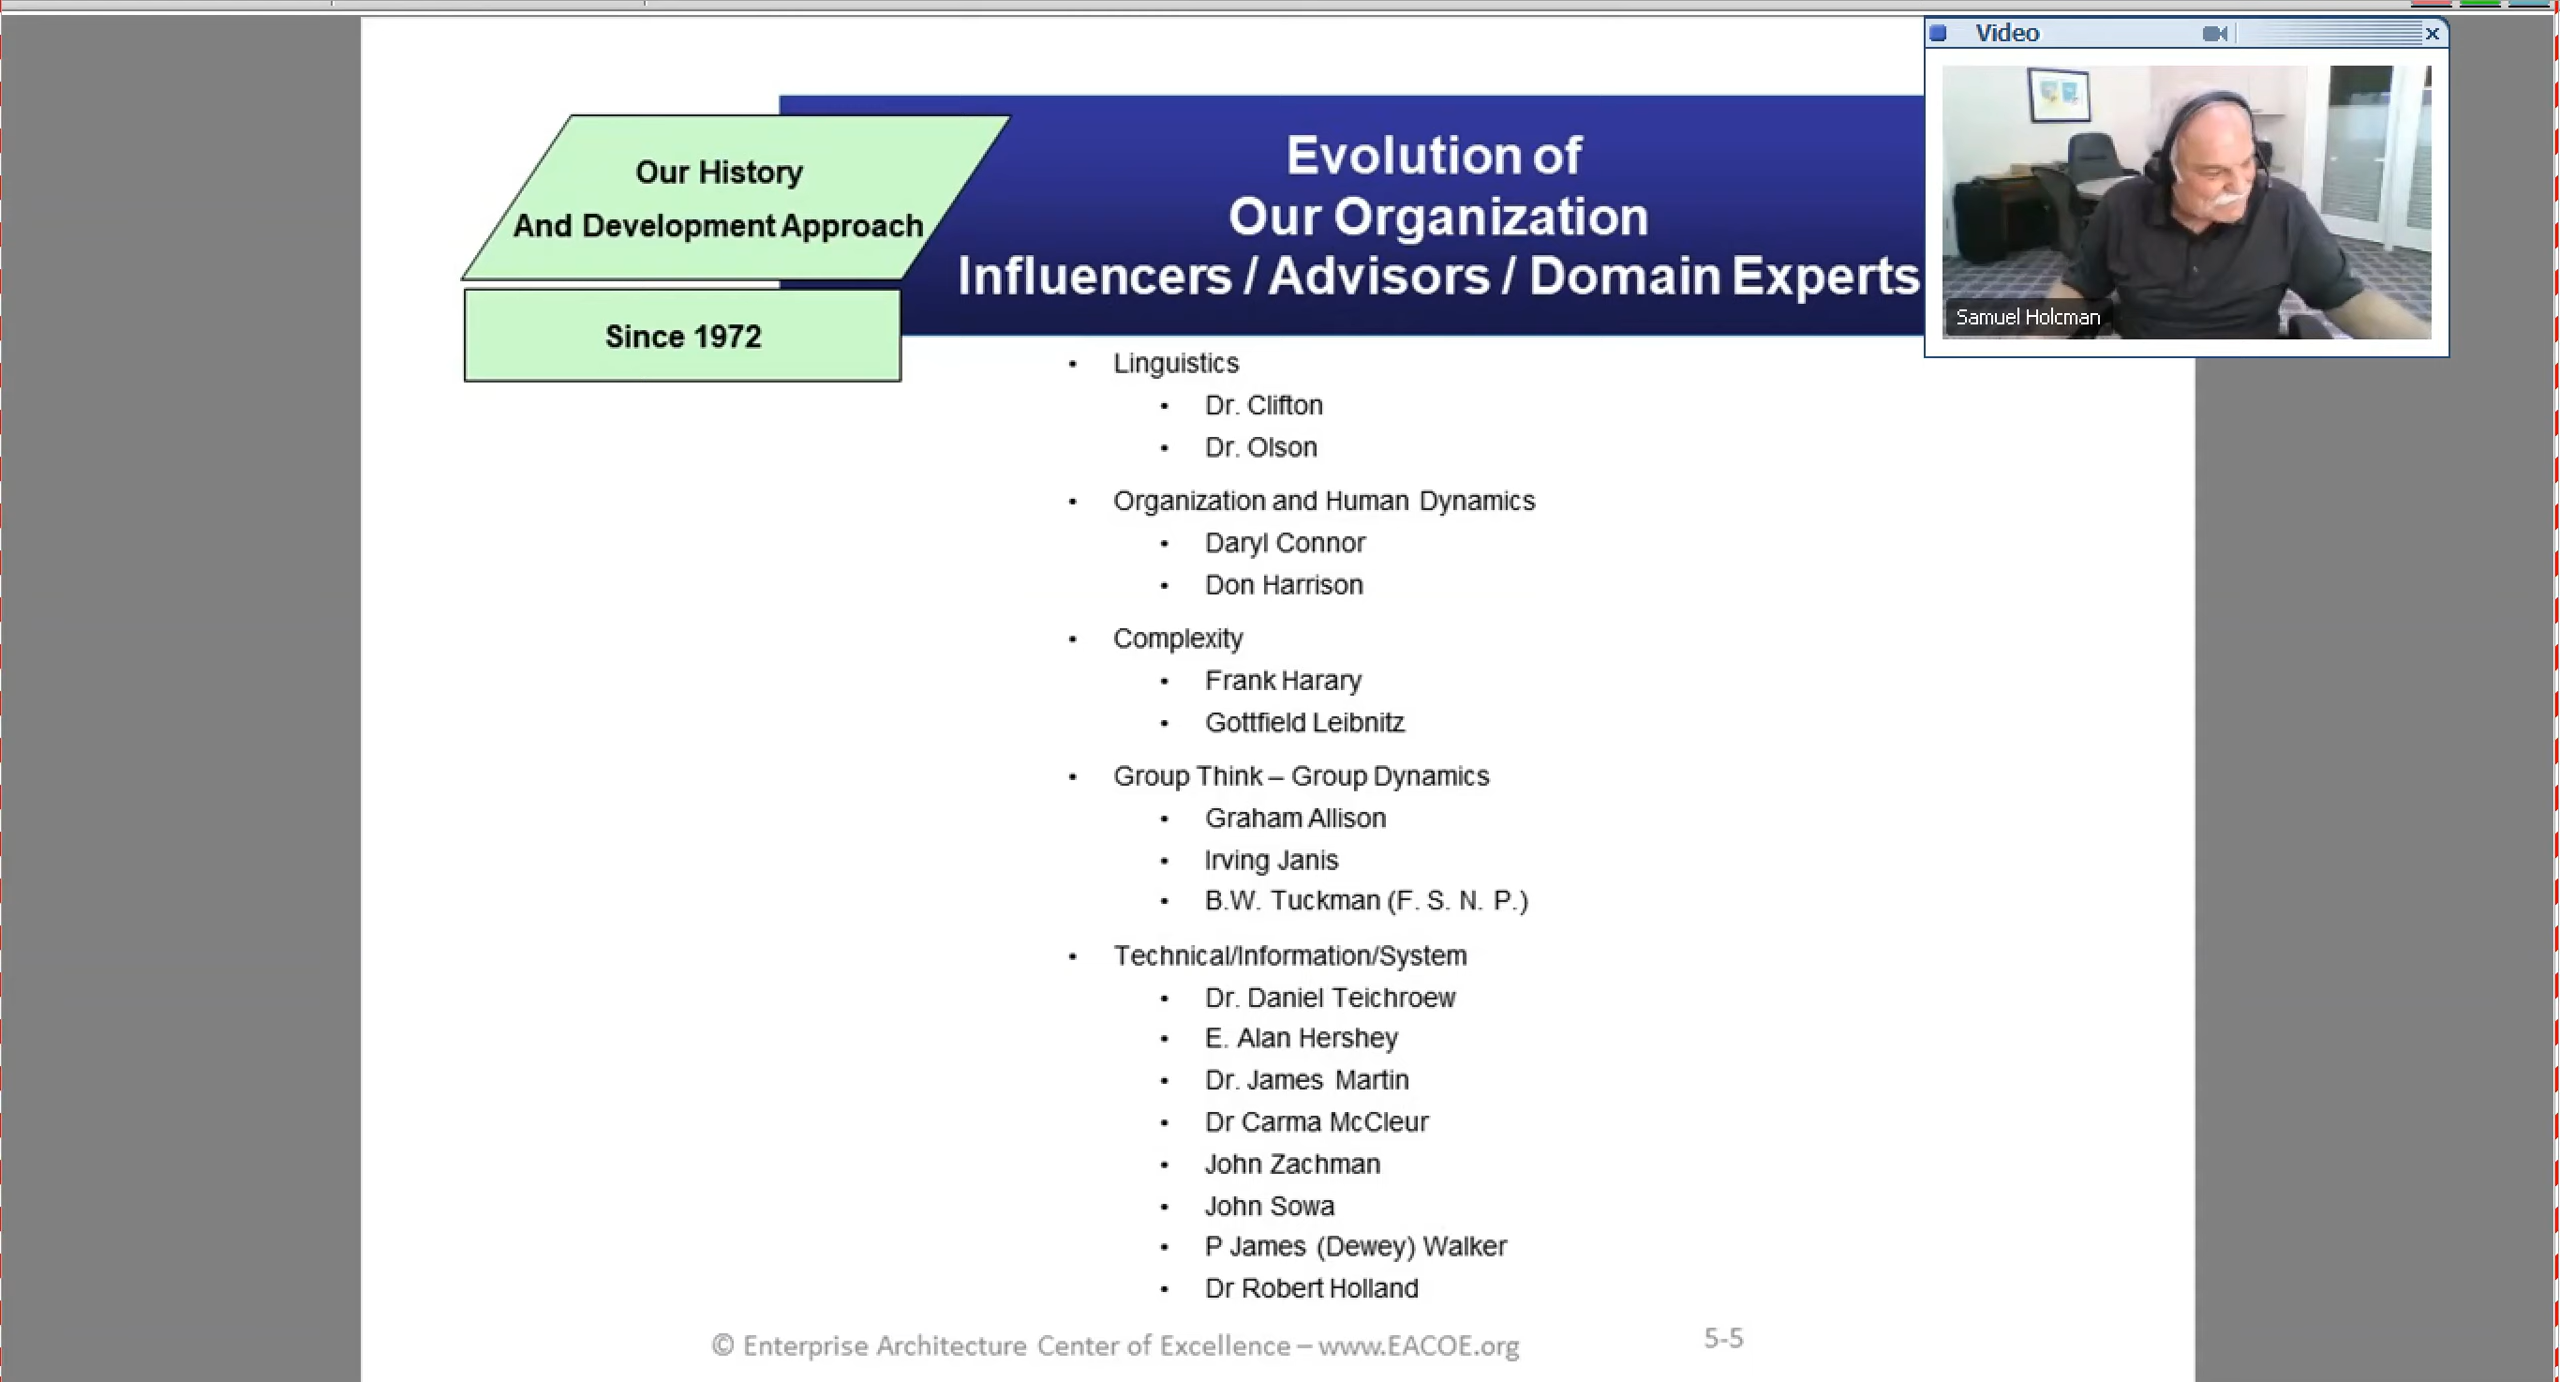 Video
Our History
And Development Approach
Since 1972
Evolution of
Our Organization
Influencers / Advisors / Domain Experts
Samuel Holcman
• Linguistics
• Dr. Clifton
• Dr. Olson
• Organization and Human Dynamics
• Daryl Connor
• Don Harrison
• Complexity
• Frank Harary
• Gottfield Leibnitz
• Group Think – Group Dynamics
• Graham Allison
• Irving Janis
• B.W. Tuckman (F. S. N. P.)
• Technical/Information/System
• Dr. Daniel Teichroew
• E. Alan Hershey
• Dr. James Martin
• Dr Carma McCleur
• John Zachman
• John Sowa
• P James (Dewey) Walker
• Dr Robert Holland
© Enterprise Architecture Center of Excellence – www.EACOE.org
5-5